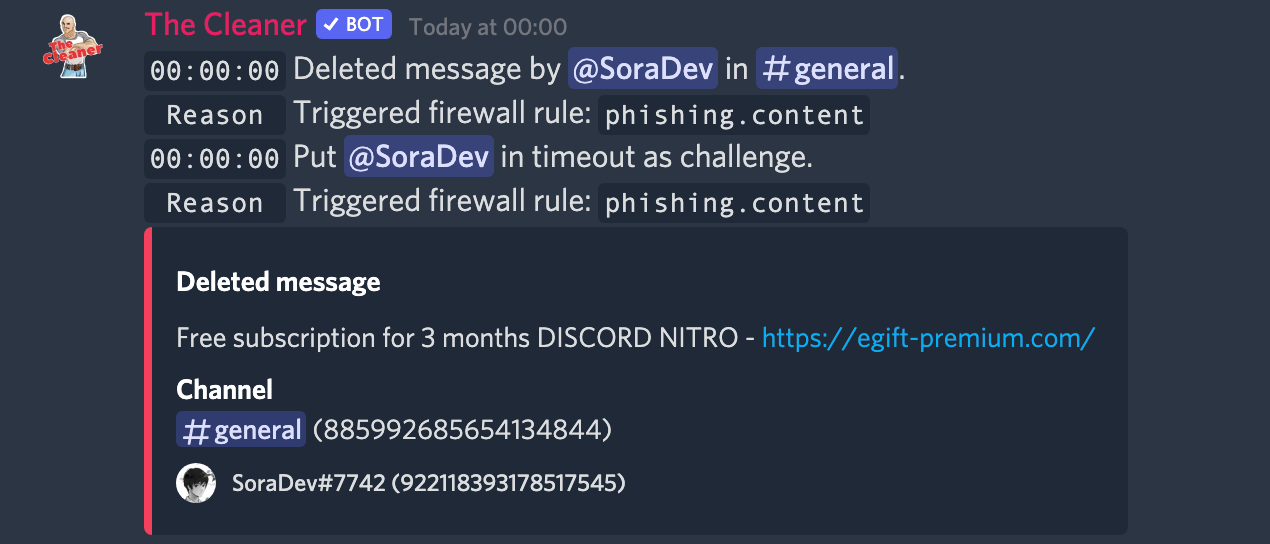 The Cleaner ✓ BOT Today at 00:00
The Cleaner
00:00:00 Deleted message by @SoraDev in #general.
Reason Triggered firewall rule: phishing.content
00:00:00 Put @SoraDev in timeout as challenge.
Reason Triggered firewall rule: phishing.content
Deleted message
Free subscription for 3 months DISCORD NITRO - https://egift-premium.com/
Channel
#general (885992685654134844)
SoraDev#7742 (922118393178517545)